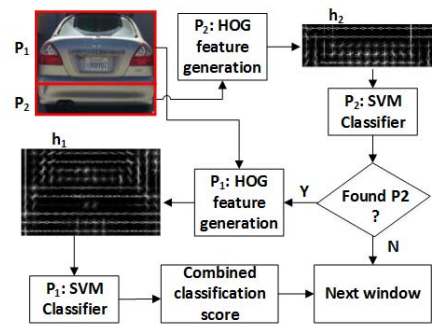 P1
P2
P2: HOG
feature
generation
h2
P2: SVM
Classifier
h1
P1: HOG
feature
generation
Y
Found P2
?
N
P1: SVM
Classifier
Combined
classification
score
Next window